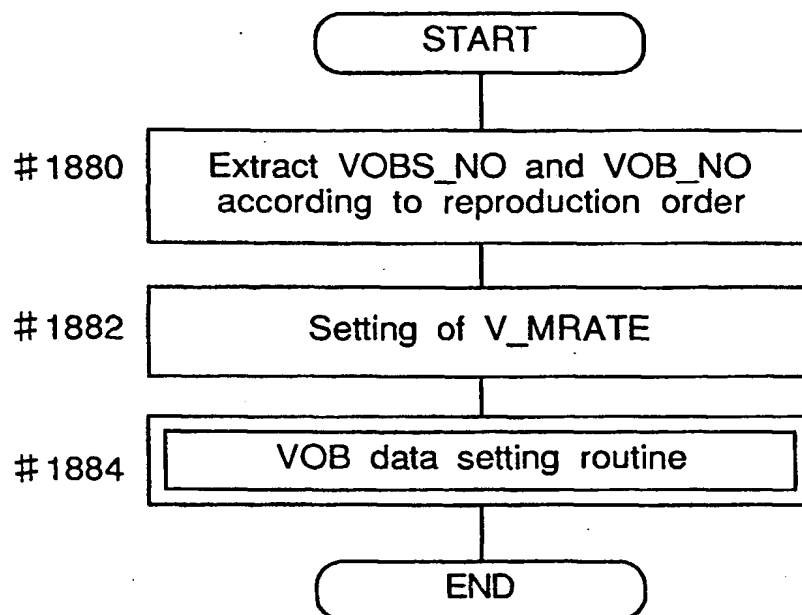 START
#1880
Extract VOBS_NO and VOB_NO
according to reproduction order
#1882
Setting of V_MRATE
#1884
VOB data setting routine
END